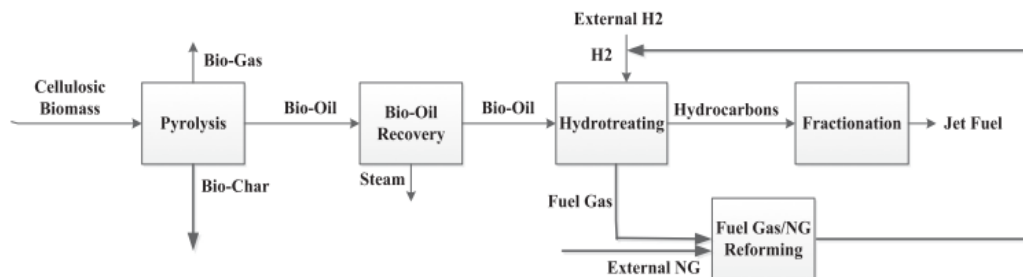 External H2
H2
Bio-Gas
Cellulosic
Biomass
Pyrolysis
Bio-Oil
Bio-Oil
Recovery
Bio-Oil
Hydrotreating
Hydrocarbons
Fractionation
Jet Fuel
Bio-Char
Steam
Fuel Gas
Fuel Gas/NG
Reforming
External NG